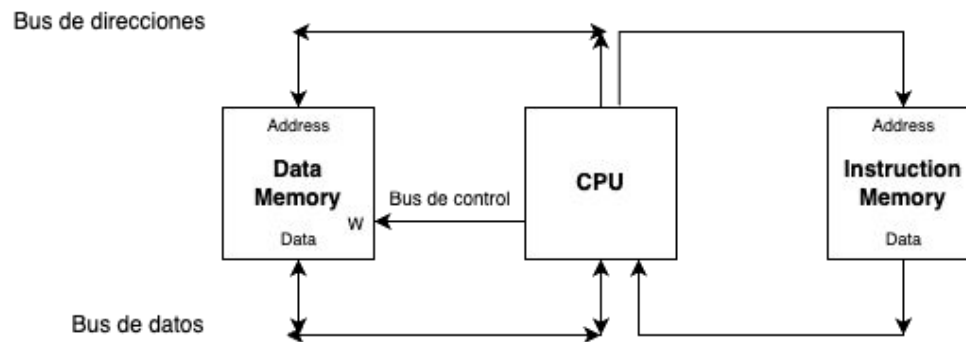 Bus de direcciones
Address
Data
Memory
W
Data
Bus de control
CPU
Address
Instruction
Memory
Data
Bus de datos